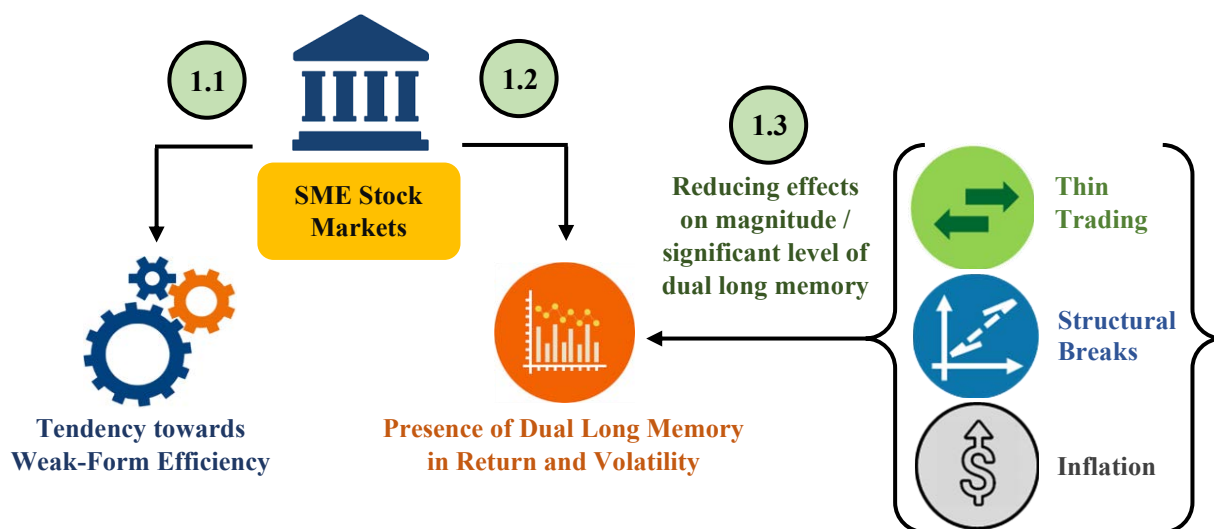 1.1
1.2
SME Stock
Markets
1.3
Reducing effects
on magnitude /
significant level of
dual long memory
Thin
Trading
Structural
Breaks
Inflation
Tendency towards
Weak-Form Efficiency
Presence of Dual Long Memory
in Return and Volatility